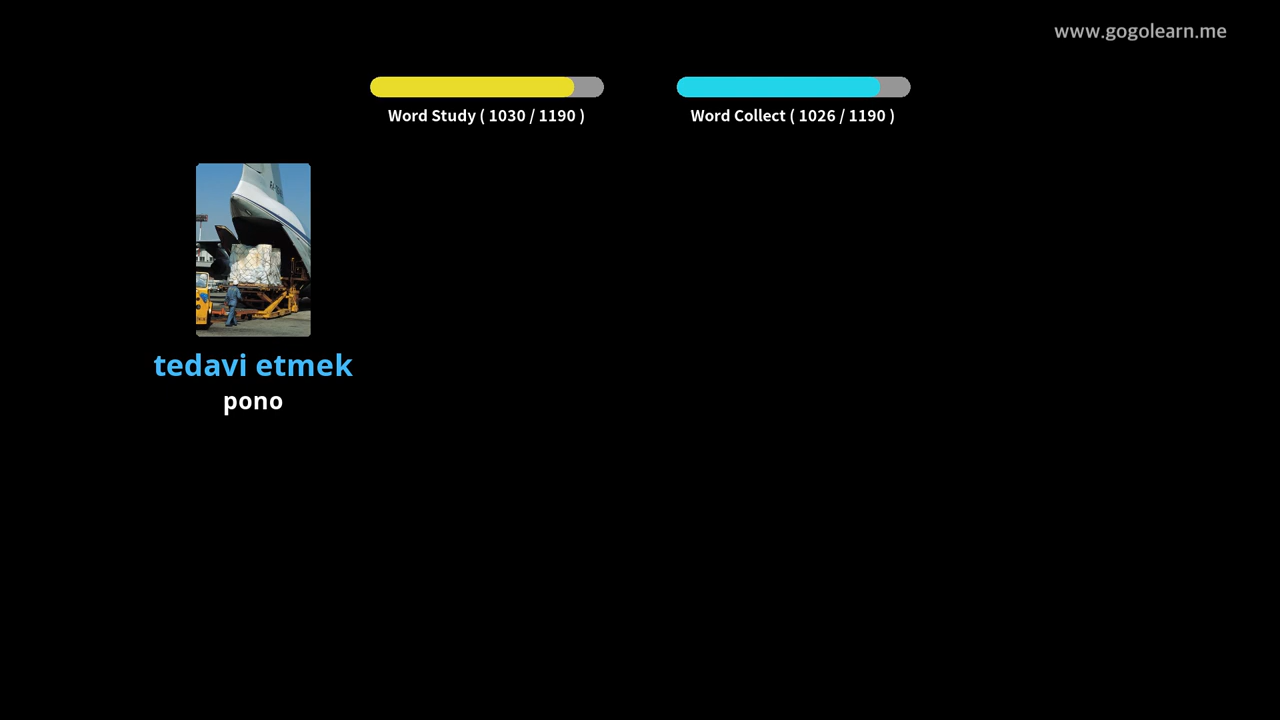 www.gogolearn.me
Word Study ( 1030 / 1190 )
Word Collect ( 1026 / 1190 )
tedavi etmek
pono